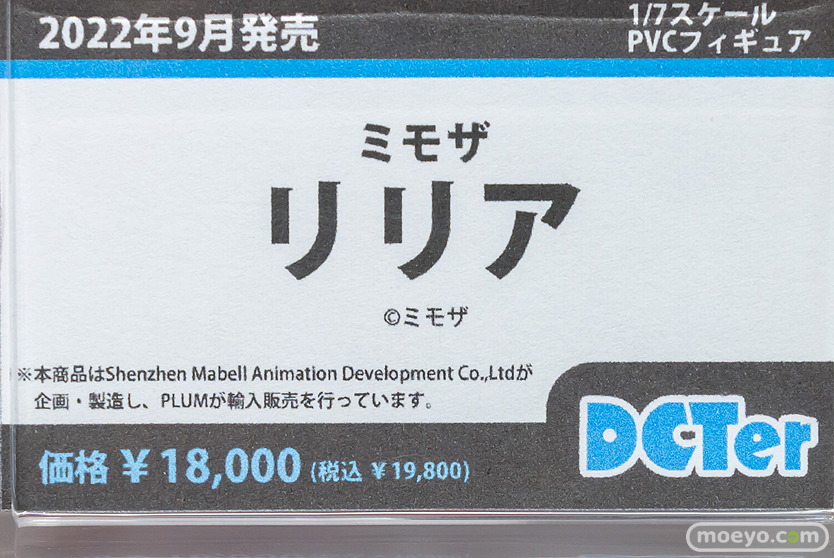 2022年9月発売
1/7スケール
PVCフィギュア
ミモザ
リリア
©ミモザ
※本商品はShenzhen Mabell Animation Development Co.,Ltdが
企画・製造し、PLUMが輸入販売を行っています。
価格 ￥18,000 (税込 ￥19,800)
DCTer
moeyo.com